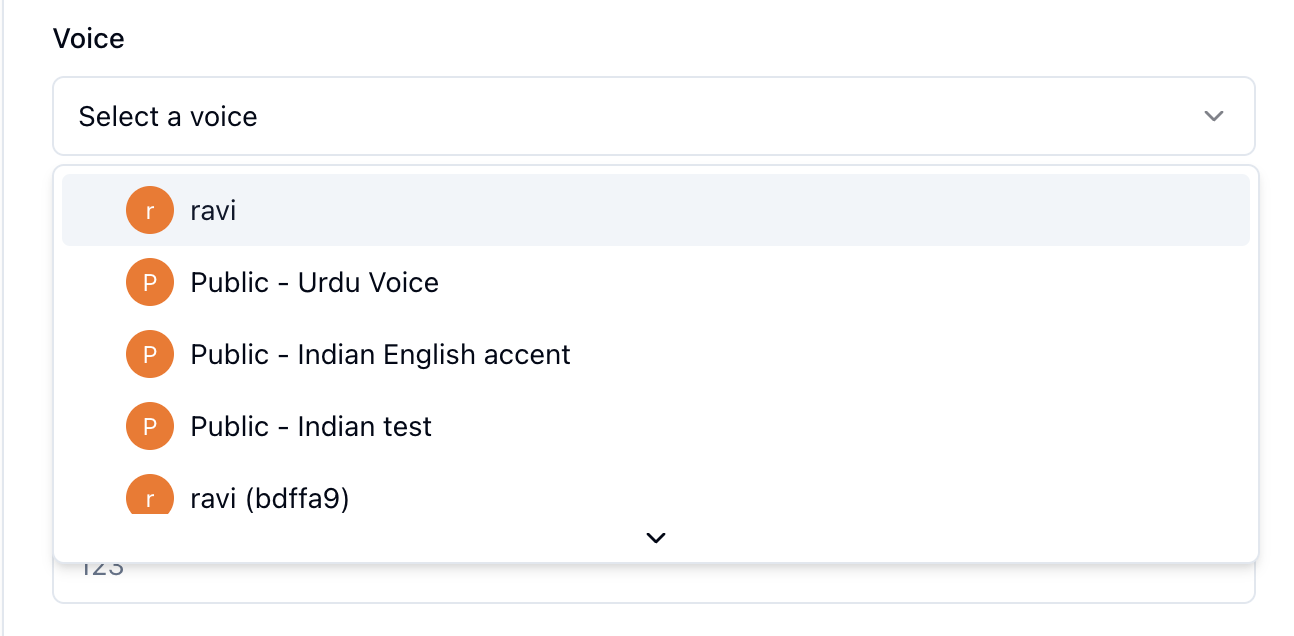 Voice
Select a voice
r ravi
P Public - Urdu Voice
P Public - Indian English accent
P Public - Indian test
r ravi (bdffa9)
123